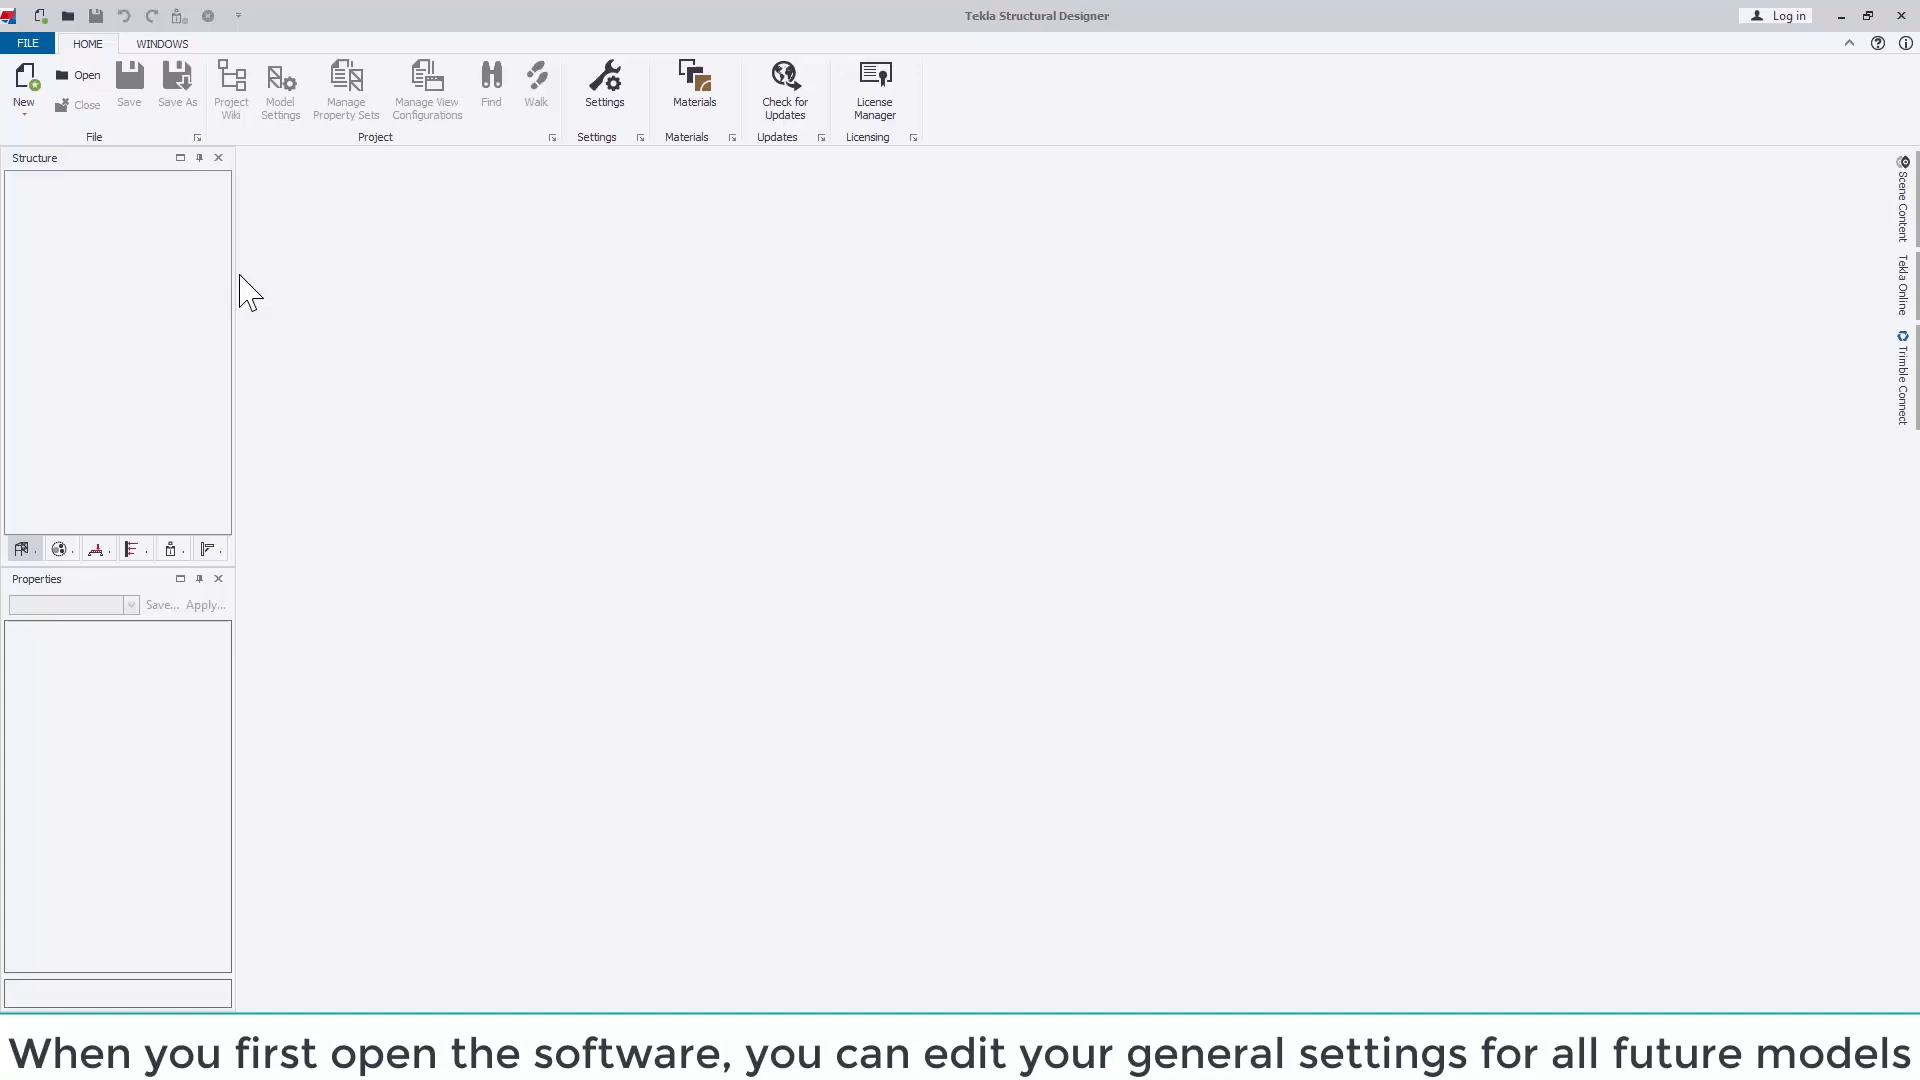 Tekla Structural Designer
Log in
FILE
HOME
WINDOWS
New
Open
Close
Save
Save As
File
Project Wiki
Model Settings
Manage Property Sets
Manage View Configurations
Find
Walk
Project
Settings
Settings
Materials
Materials
Check for Updates
Updates
License Manager
Licensing
Structure
Scene Content
Tekla Online
Trimble Connect
Properties
Save... Apply...
When you first open the software, you can edit your general settings for all future models